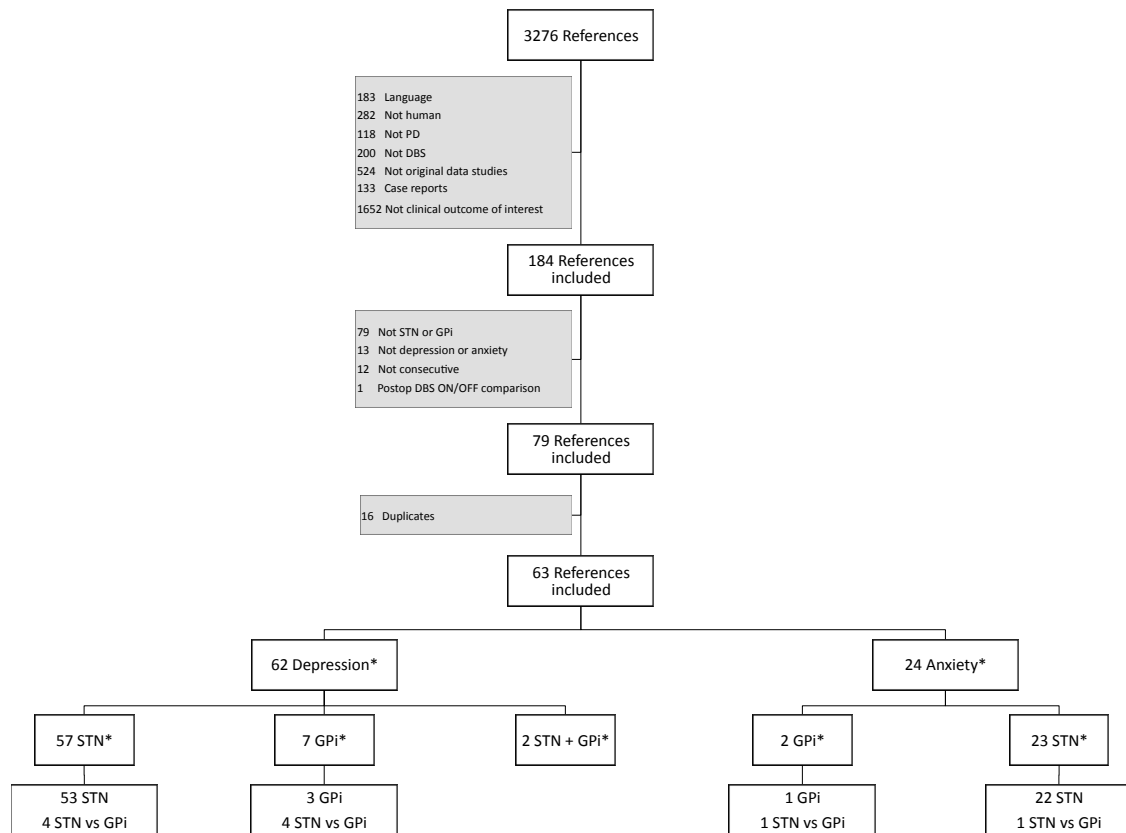 3276 References
183 Language
282 Not human
118 Not PD
200 Not DBS
524 Not original data studies
133 Case reports
1652 Not clinical outcome of interest
184 References
included
79 Not STN or GPi
13 Not depression or anxiety
12 Not consecutive
1 Postop DBS ON/OFF comparison
79 References
included
16 Duplicates
63 References
included
62 Depression*
24 Anxiety*
57 STN*
7 GPi*
2 STN + GPi*
2 GPi*
23 STN*
53 STN
4 STN vs GPi
3 GPi
4 STN vs GPi
1 GPi
1 STN vs GPi
22 STN
1 STN vs GPi